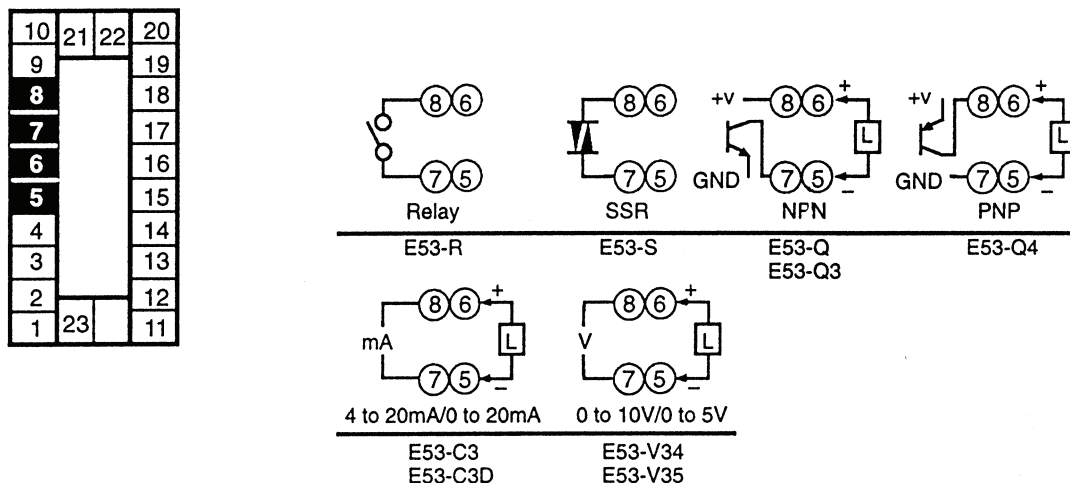 10 21 22 20
9 19
8 18
7 17
6 16
5 15
4 14
3 13
2 12
1 23 11
8 6
7 5
Relay
E53-R
8 6
7 5
SSR
E53-S
+v 8 6 +
L
GND 7 5 –
NPN
E53-Q
E53-Q3
+v 8 6 +
L
GND 7 5 –
PNP
E53-Q4
8 6 +
mA L
7 5 –
4 to 20mA/0 to 20mA
E53-C3
E53-C3D
8 6 +
V L
7 5 –
0 to 10V/0 to 5V
E53-V34
E53-V35